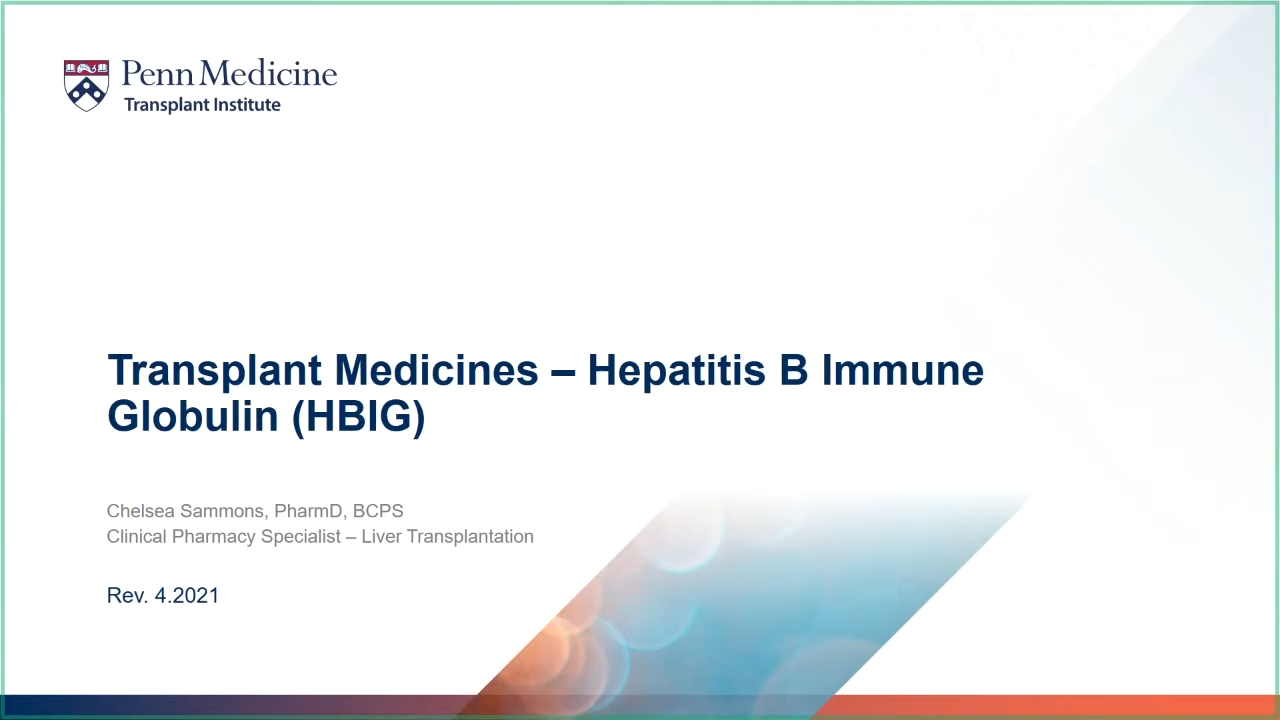 Penn Medicine
Transplant Institute
Transplant Medicines – Hepatitis B Immune
Globulin (HBIG)
Chelsea Sammons, PharmD, BCPS
Clinical Pharmacy Specialist – Liver Transplantation
Rev. 4.2021